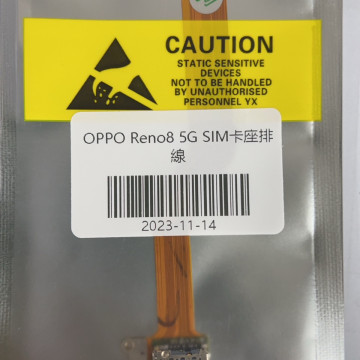 CAUTION
STATIC SENSITIVE
DEVICES
NOT TO BE HANDLED
BY UNAUTHORISED
PERSONNEL YX
OPPO Reno8 5G SIM卡座排
線
2023-11-14